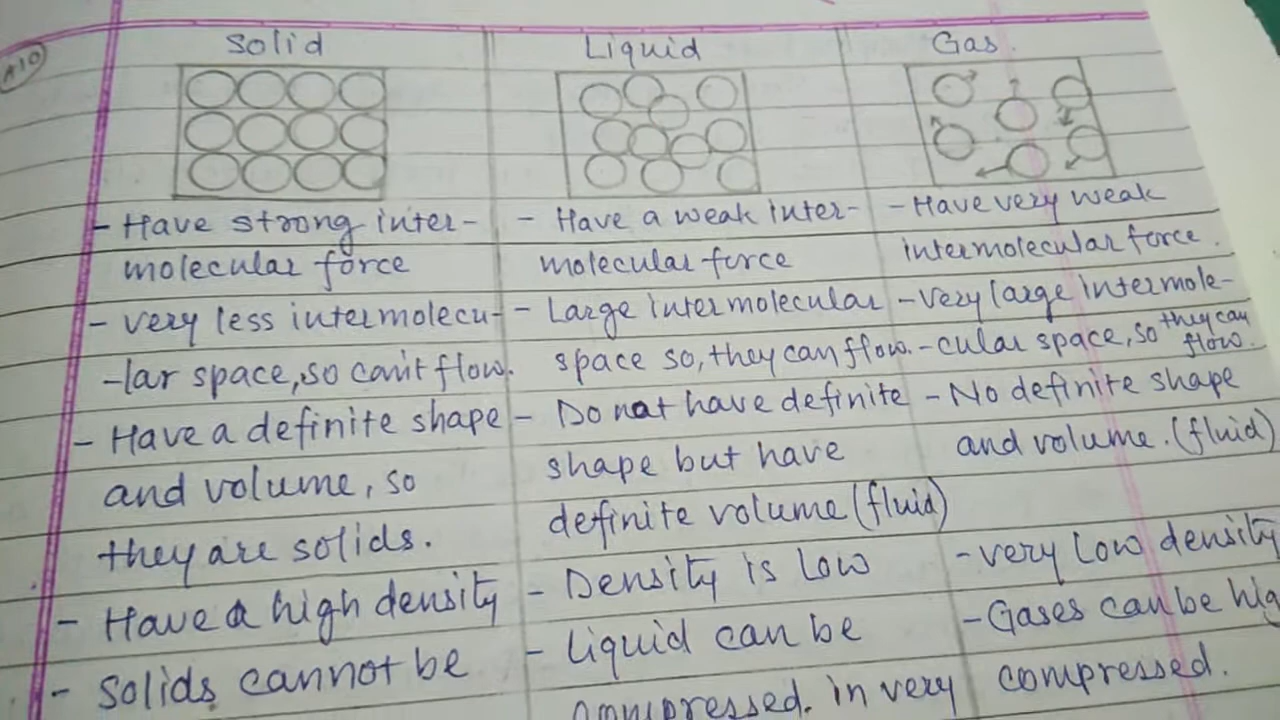 A10
Solid
- Have strong inter-
molecular force
- very less intermolecu-
-lar space, so can't flow.
- Have a definite shape
and volume, so
they are solids.
- Have a high density
- Solids cannot be
Liquid
- Have a weak inter-
molecular force
- Large intermolecular
space so, they can flow.
- Do not have definite
shape but have
definite volume (fluid)
- Density is low
- Liquid can be
compressed. in very
Gas.
- Have very weak
intermolecular force.
- very large intermole-
-cular space, so they can
flow.
- No definite shape
and volume. (fluid)
- very low density
- Gases can be hig
compressed.